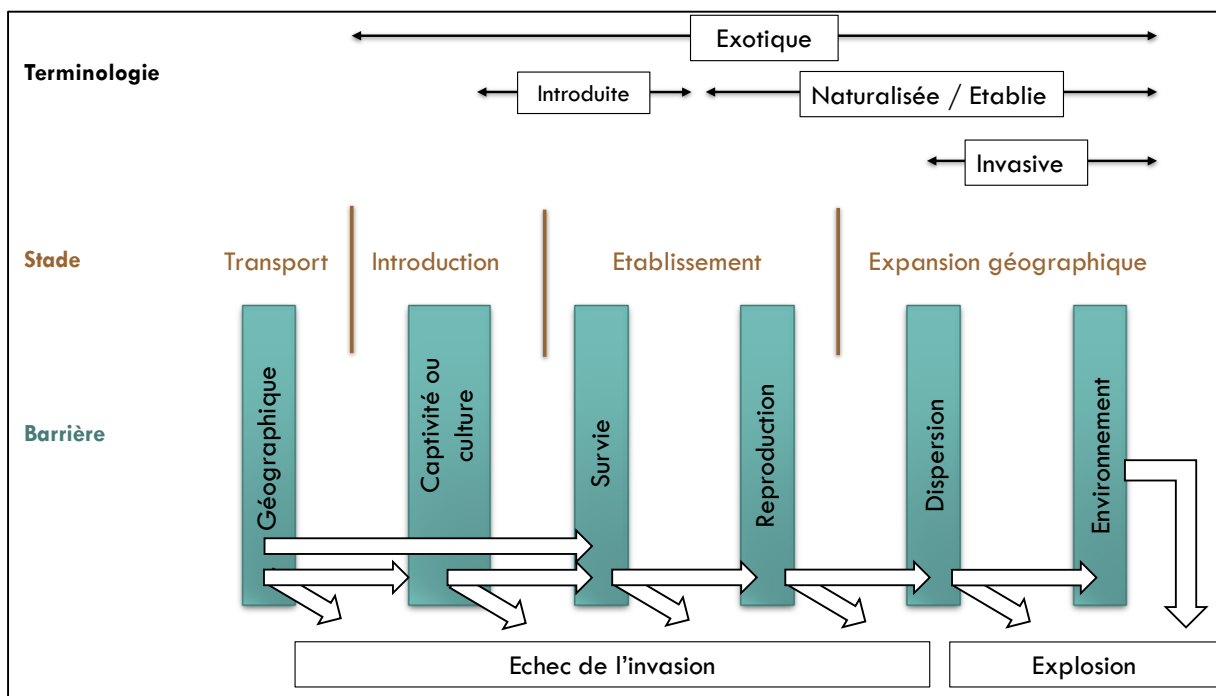 Exotique
Terminologie
Introduite
Naturalisée / Etablie
Invasive
Stade
Transport
Introduction
Etablissement
Expansion géographique
Barrière
Géographique
Captivité ou
culture
Survie
Reproduction
Dispersion
Environnement
Echec de l'invasion
Explosion